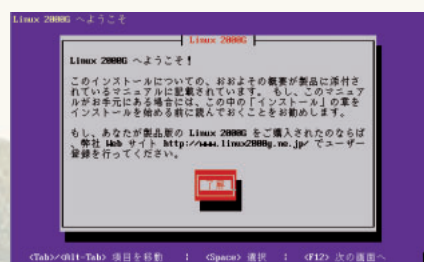 Linux 2000G へようこそ
Linux 2000G
Linux 2000G へようこそ!
このインストールについての、おおよその概要が製品に添付さ
れているマニュアルに記載されています。 もし、このマニュア
ルがお手元にある場合には、この中の「インストール」の章を
インストールを始める前に読んでおくことをお勧めします。
もし、あなたが製品版の Linux 2000G をご購入されたのならば
、弊社 Web サイト http://www.linux2000g.ne.jp/ でユーザー
登録を行ってください。
了解
<Tab>/<Alt-Tab> 項目を移動 : <Space> 選択 : <F12> 次の画面へ